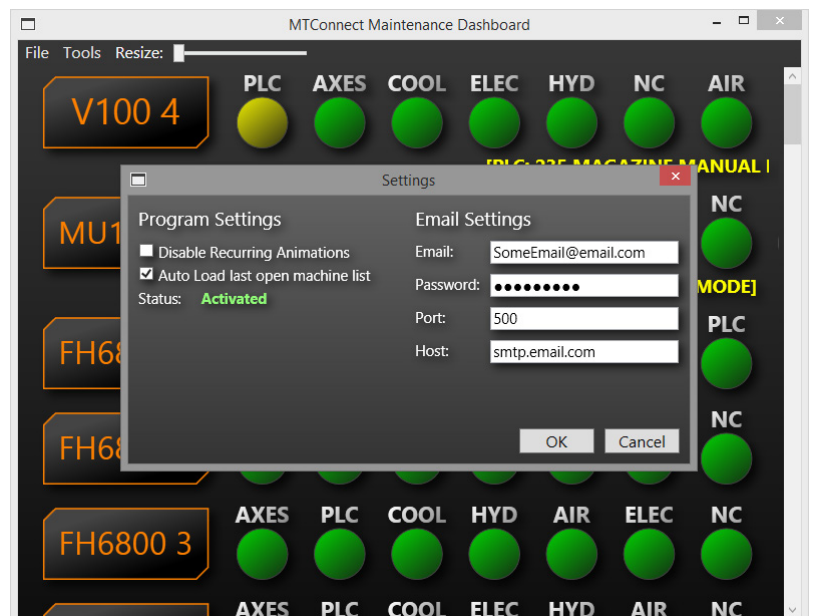 MTConnect Maintenance Dashboard
File Tools Resize:
PLC AXES COOL ELEC HYD NC AIR
V100 4
MANUAL
Settings
NC
MU1
Program Settings
Email Settings
Disable Recurring Animations
Email: SomeEmail@email.com
Auto Load last open machine list
Password: ●●●●●●●●●
MODE]
Status: Activated
Port: 500
PLC
FH68
Host: smtp.email.com
NC
OK Cancel
FH68
AXES PLC COOL HYD AIR ELEC NC
FH6800 3
AXES PLC COOL ELEC HYD AIR NC